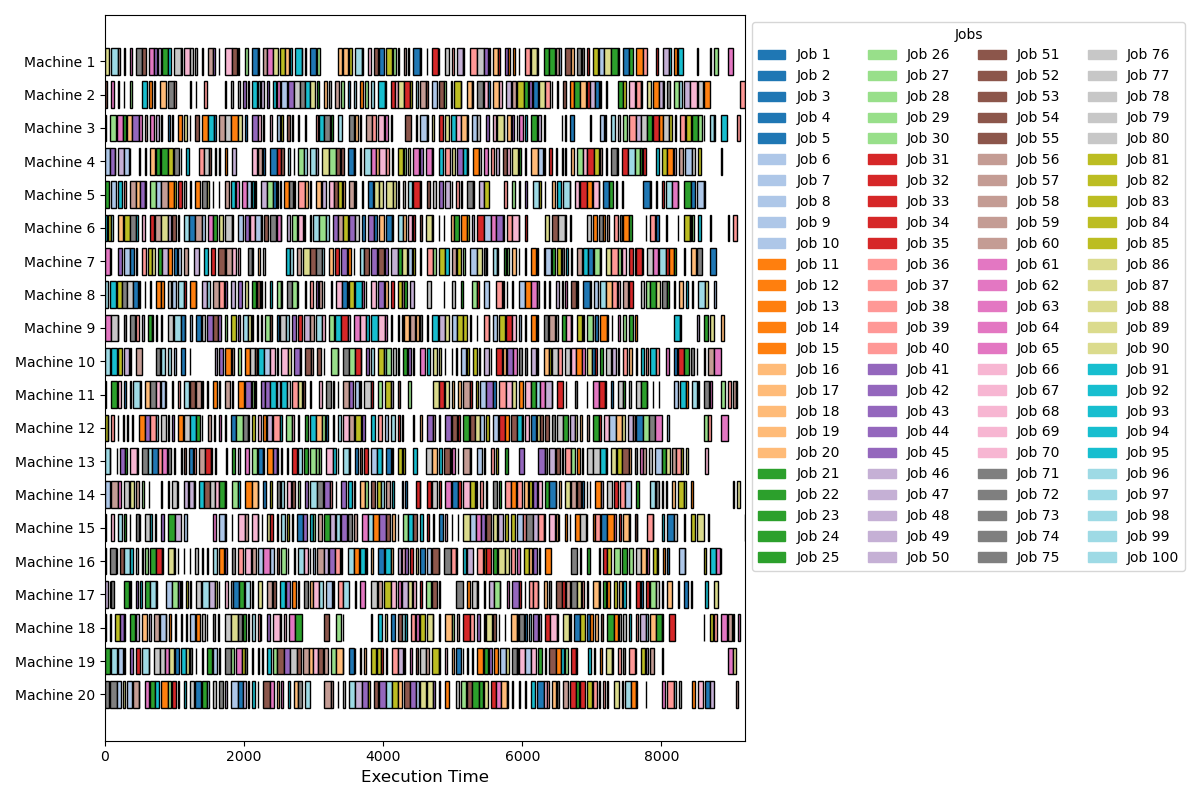 Machine 1
Machine 2
Machine 3
Machine 4
Machine 5
Machine 6
Machine 7
Machine 8
Machine 9
Machine 10
Machine 11
Machine 12
Machine 13
Machine 14
Machine 15
Machine 16
Machine 17
Machine 18
Machine 19
Machine 20
0 2000 4000 6000 8000
Execution Time
Jobs
Job 1 Job 26 Job 51 Job 76
Job 2 Job 27 Job 52 Job 77
Job 3 Job 28 Job 53 Job 78
Job 4 Job 29 Job 54 Job 79
Job 5 Job 30 Job 55 Job 80
Job 6 Job 31 Job 56 Job 81
Job 7 Job 32 Job 57 Job 82
Job 8 Job 33 Job 58 Job 83
Job 9 Job 34 Job 59 Job 84
Job 10 Job 35 Job 60 Job 85
Job 11 Job 36 Job 61 Job 86
Job 12 Job 37 Job 62 Job 87
Job 13 Job 38 Job 63 Job 88
Job 14 Job 39 Job 64 Job 89
Job 15 Job 40 Job 65 Job 90
Job 16 Job 41 Job 66 Job 91
Job 17 Job 42 Job 67 Job 92
Job 18 Job 43 Job 68 Job 93
Job 19 Job 44 Job 69 Job 94
Job 20 Job 45 Job 70 Job 95
Job 21 Job 46 Job 71 Job 96
Job 22 Job 47 Job 72 Job 97
Job 23 Job 48 Job 73 Job 98
Job 24 Job 49 Job 74 Job 99
Job 25 Job 50 Job 75 Job 100